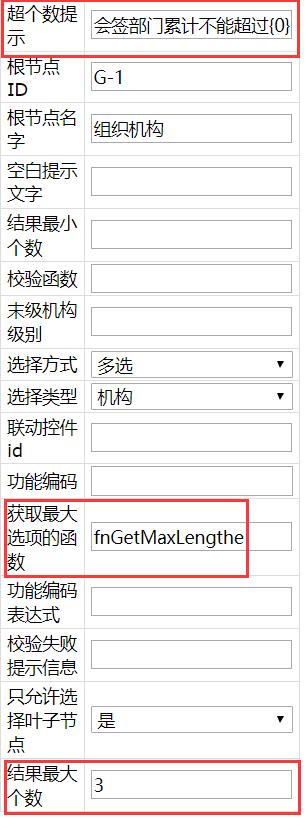 超个数提
示
会签部门累计不能超过{0}
根节点
ID
G-1
根节点名
字
组织机构
空白提示
文字
结果最小
个数
校验函数
末级机构
级别
选择方式
多选
选择类型
机构
联动控件
id
功能编码
获取最大
选项的函
数
fnGetMaxLengthe
功能编码
表达式
校验失败
提示信息
只允许选
择叶子节
点
是
结果最大
个数
3